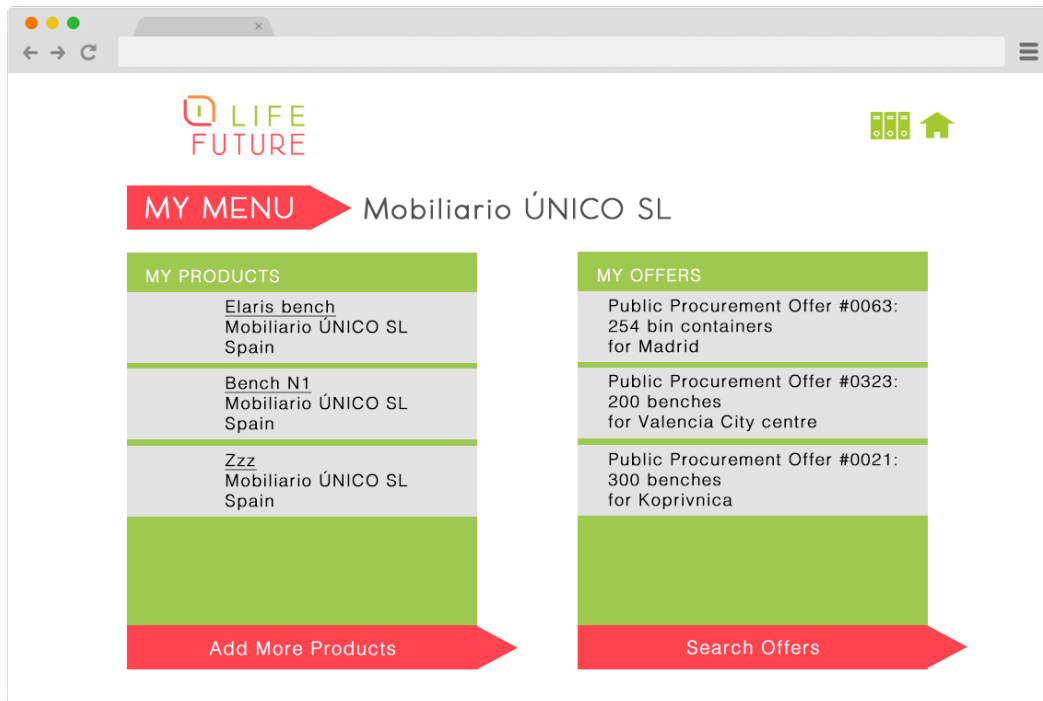 LIFE
FUTURE
MY MENU
Mobiliario ÚNICO SL
MY PRODUCTS
Elaris bench
Mobiliario ÚNICO SL
Spain
Bench N1
Mobiliario ÚNICO SL
Spain
Zzz
Mobiliario ÚNICO SL
Spain
Add More Products
MY OFFERS
Public Procurement Offer #0063:
254 bin containers
for Madrid
Public Procurement Offer #0323:
200 benches
for Valencia City centre
Public Procurement Offer #0021:
300 benches
for Koprivnica
Search Offers